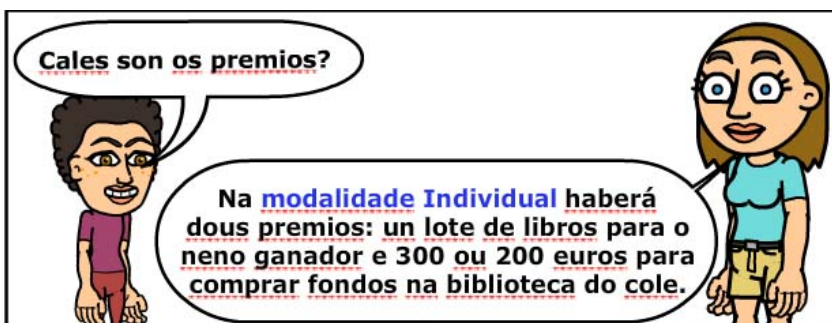 Cales son os premios?
Na modalidade Individual haberá
dous premios: un lote de libros para o
neno ganador e 300 ou 200 euros para
comprar fondos na biblioteca do cole.